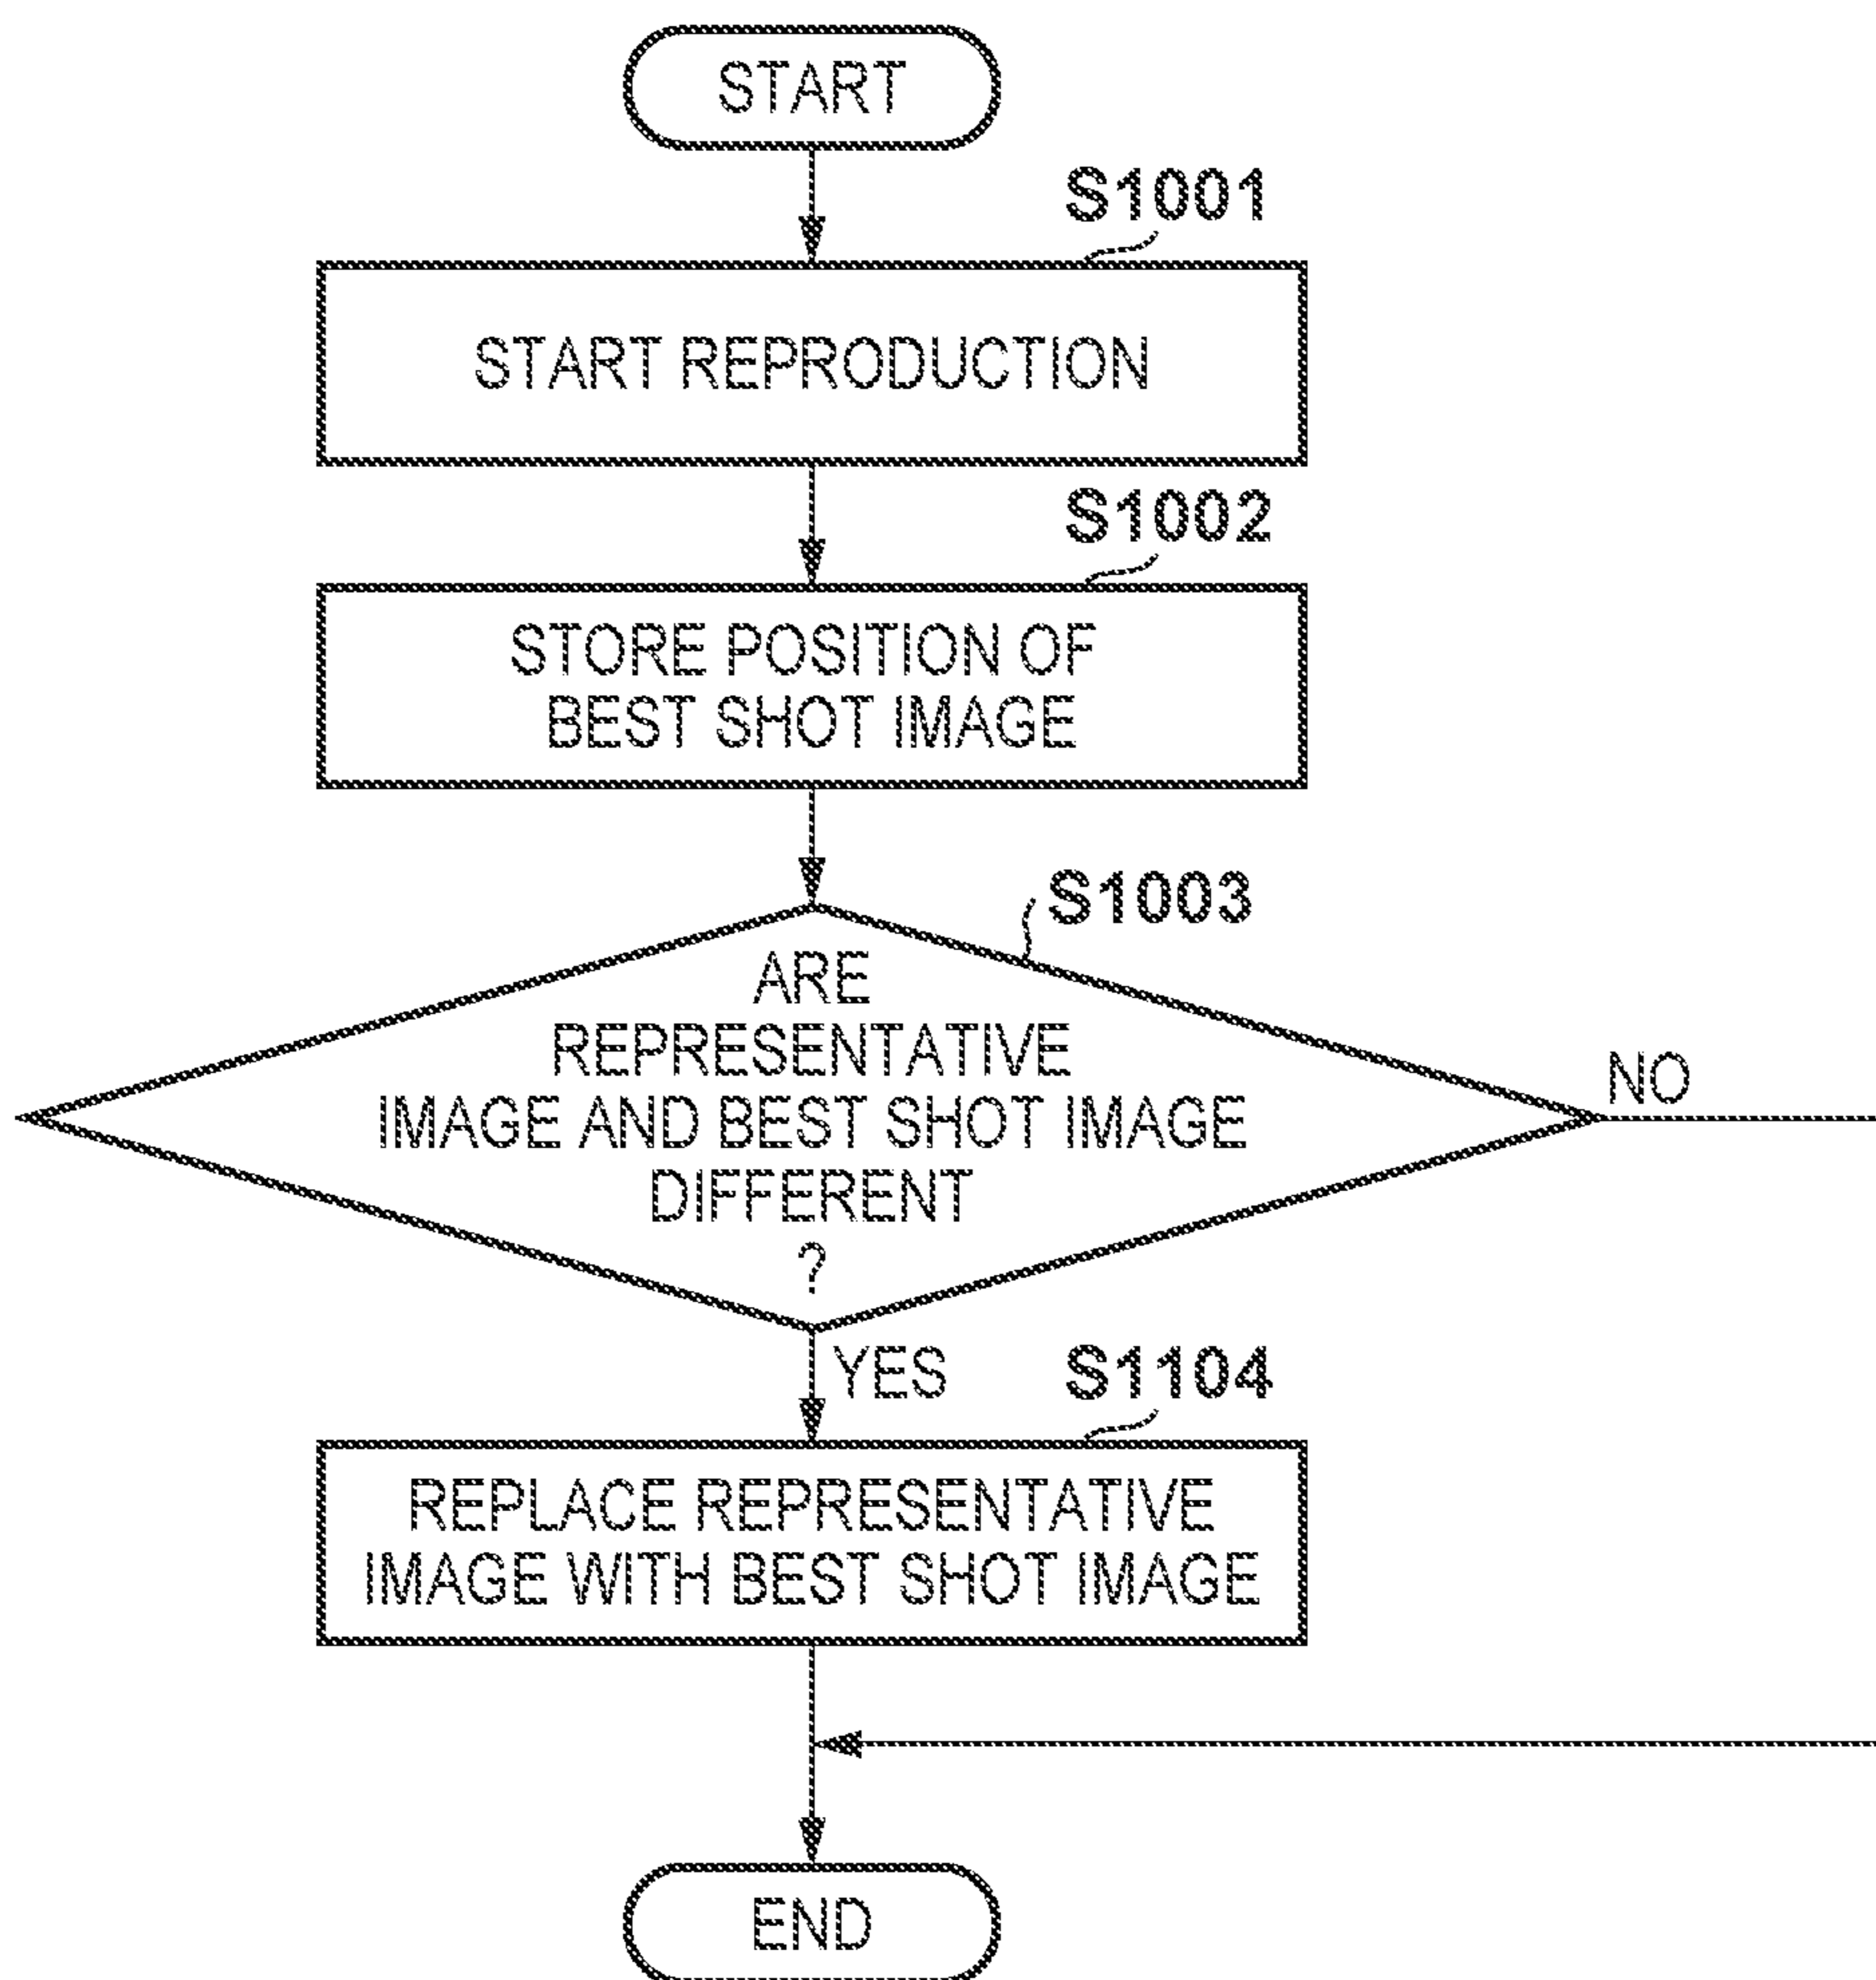 START
S1001
START REPRODUCTION
S1002
STORE POSITION OF
BEST SHOT IMAGE
S1003
ARE
REPRESENTATIVE
IMAGE AND BEST SHOT IMAGE
DIFFERENT
?
NO
YES
S1104
REPLACE REPRESENTATIVE
IMAGE WITH BEST SHOT IMAGE
END